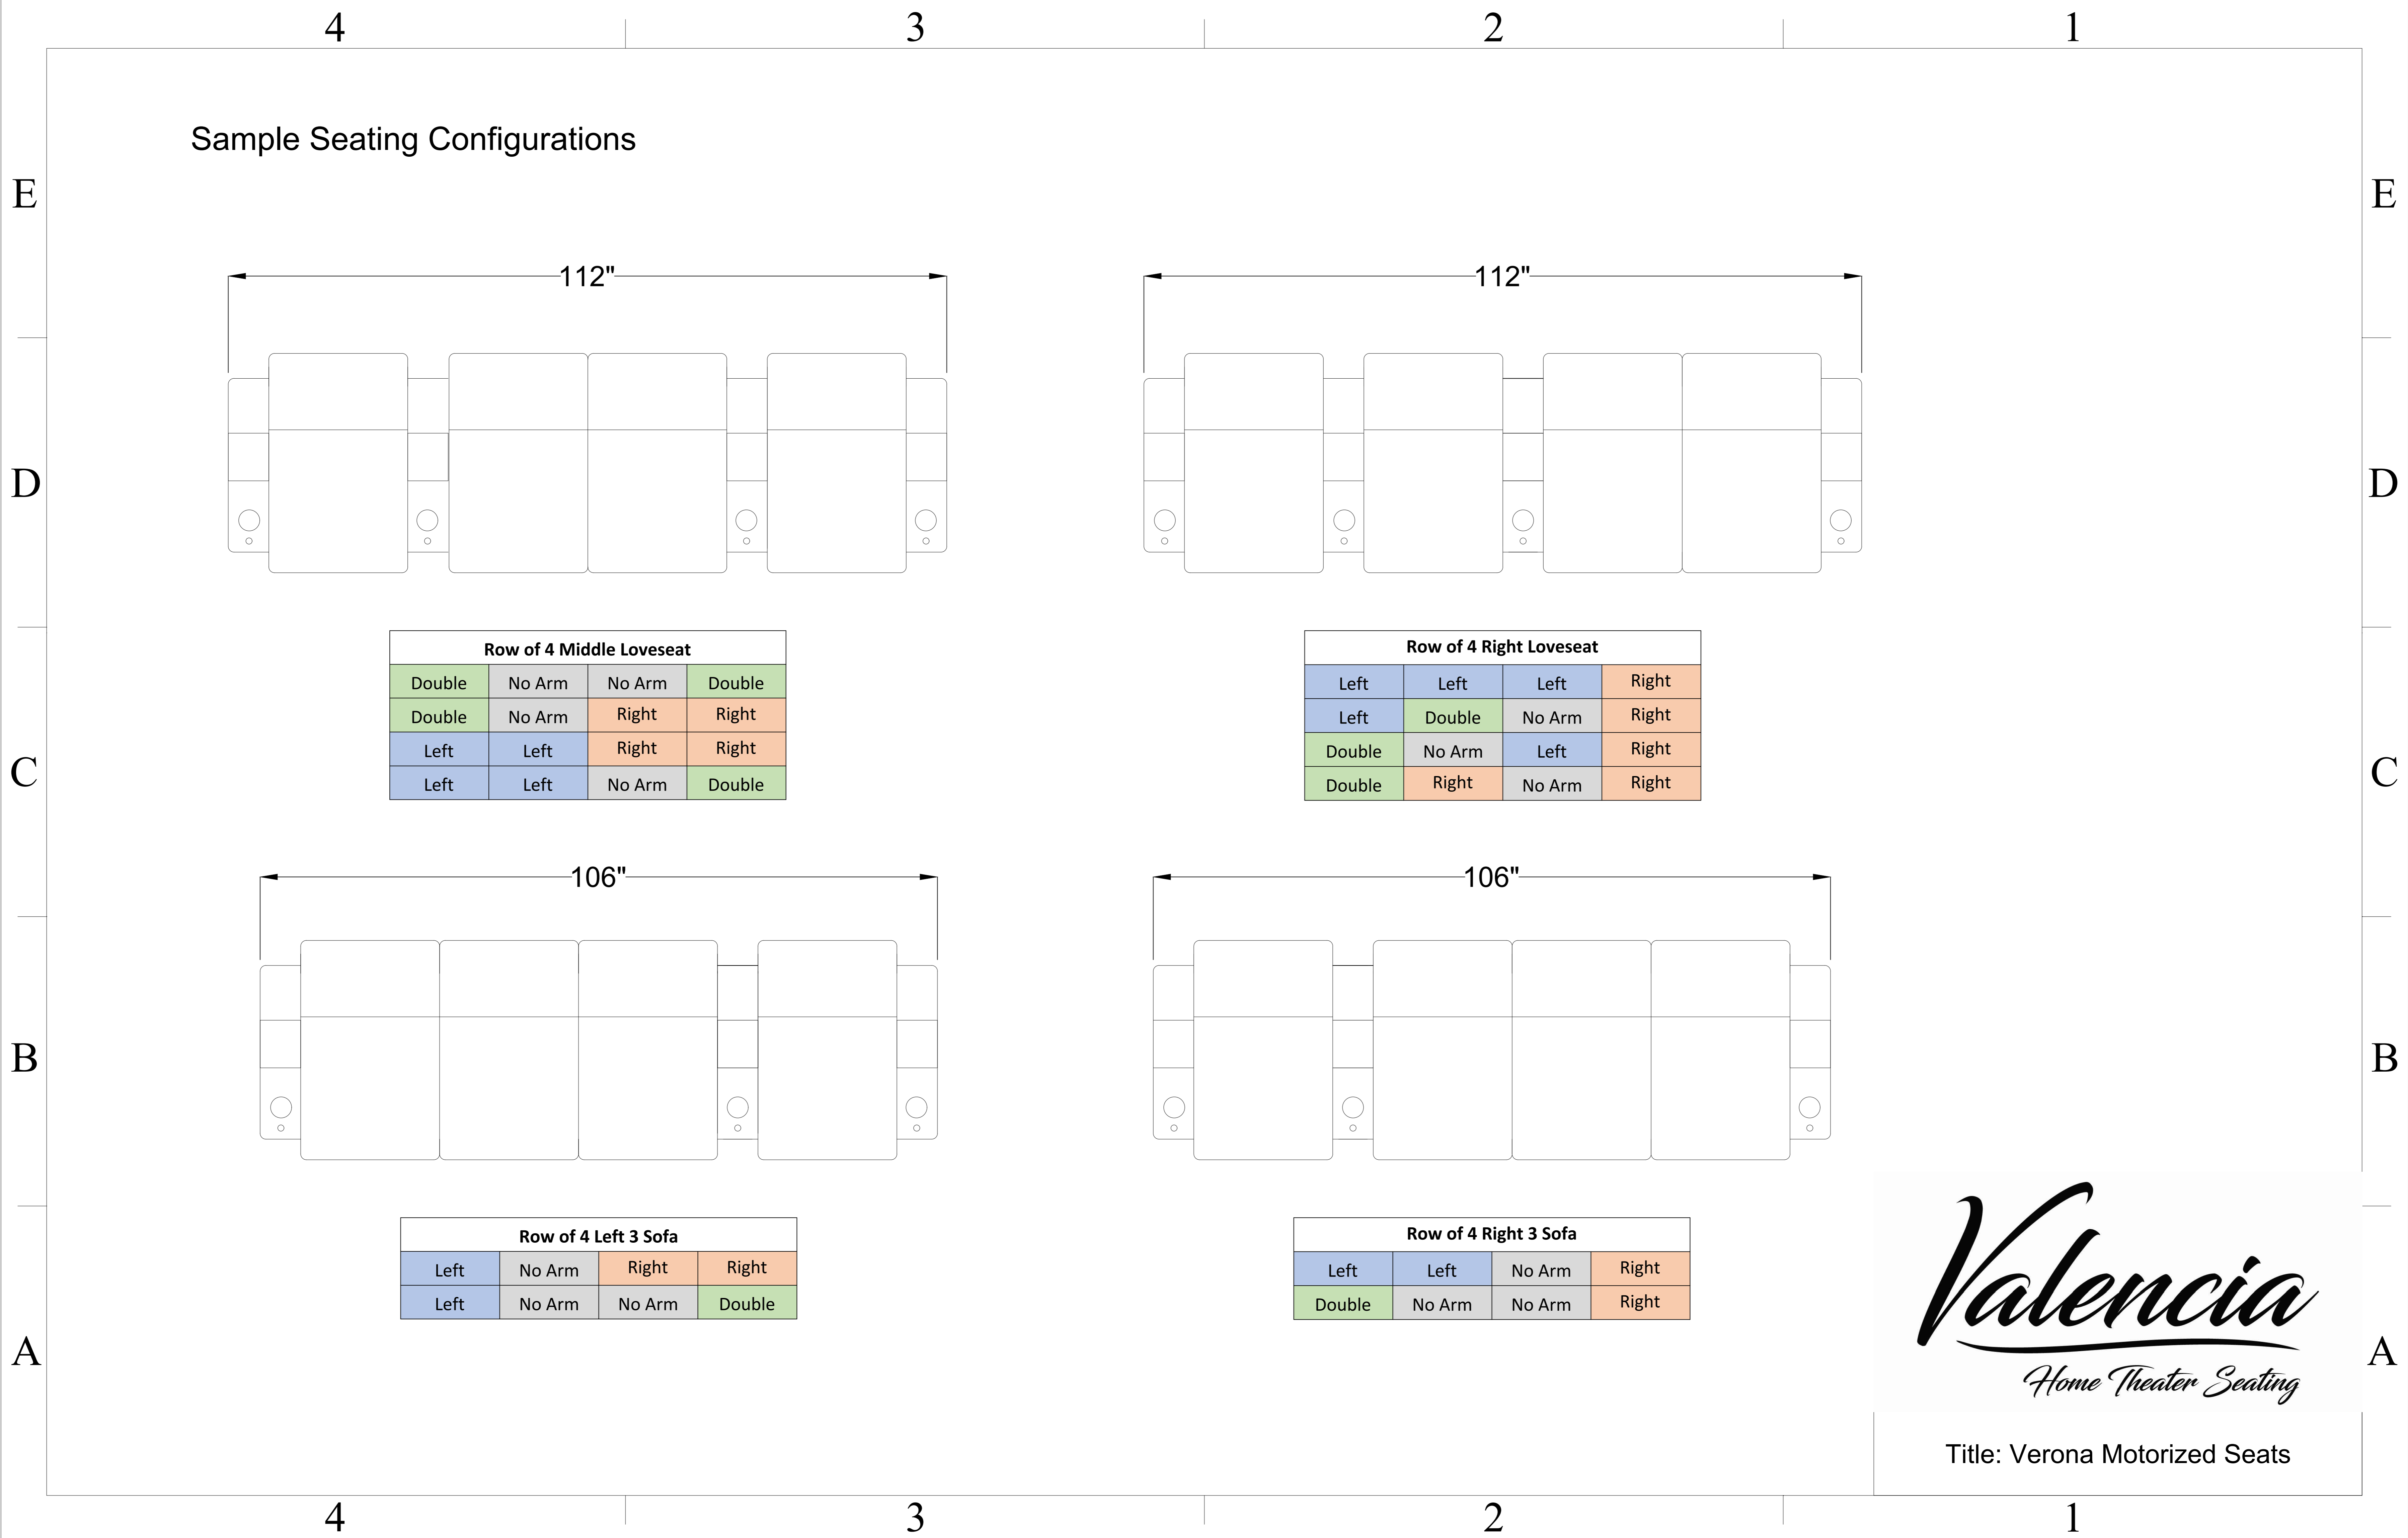 4 3 2 1
Sample Seating Configurations
E E
112" 112"
D D
Row of 4 Middle Loveseat
Double No Arm No Arm Double
Double No Arm Right Right
Left Left Right Right
Left Left No Arm Double
Row of 4 Right Loveseat
Left Left Left Right
Left Double No Arm Right
Double No Arm Left Right
Double Right No Arm Right
C C
106" 106"
B B
Row of 4 Left 3 Sofa
Left No Arm Right Right
Left No Arm No Arm Double
Row of 4 Right 3 Sofa
Left Left No Arm Right
Double No Arm No Arm Right
Valencia
Home Theater Seating
A A
Title: Verona Motorized Seats
4 3 2 1